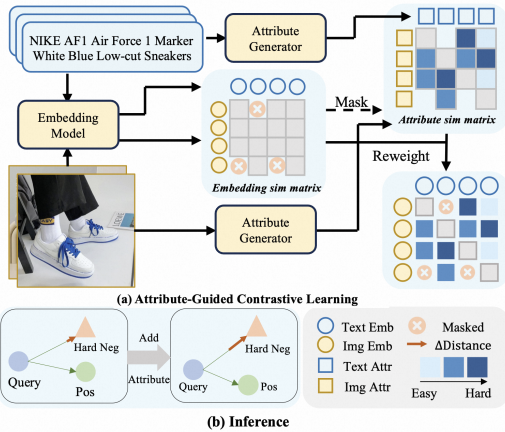 NIKE AF1 Air Force 1 Marker
White Blue Low-cut Sneakers
Attribute
Generator
Embedding
Model
Mask
Attribute sim matrix
Embedding sim matrix
Reweight
Attribute
Generator
(a) Attribute-Guided Contrastive Learning
Hard Neg
Query
Pos
Add
Attribute
Hard Neg
Query
Pos
Text Emb
Img Emb
Text Attr
Img Attr
Masked
ΔDistance
Easy
Hard
(b) Inference